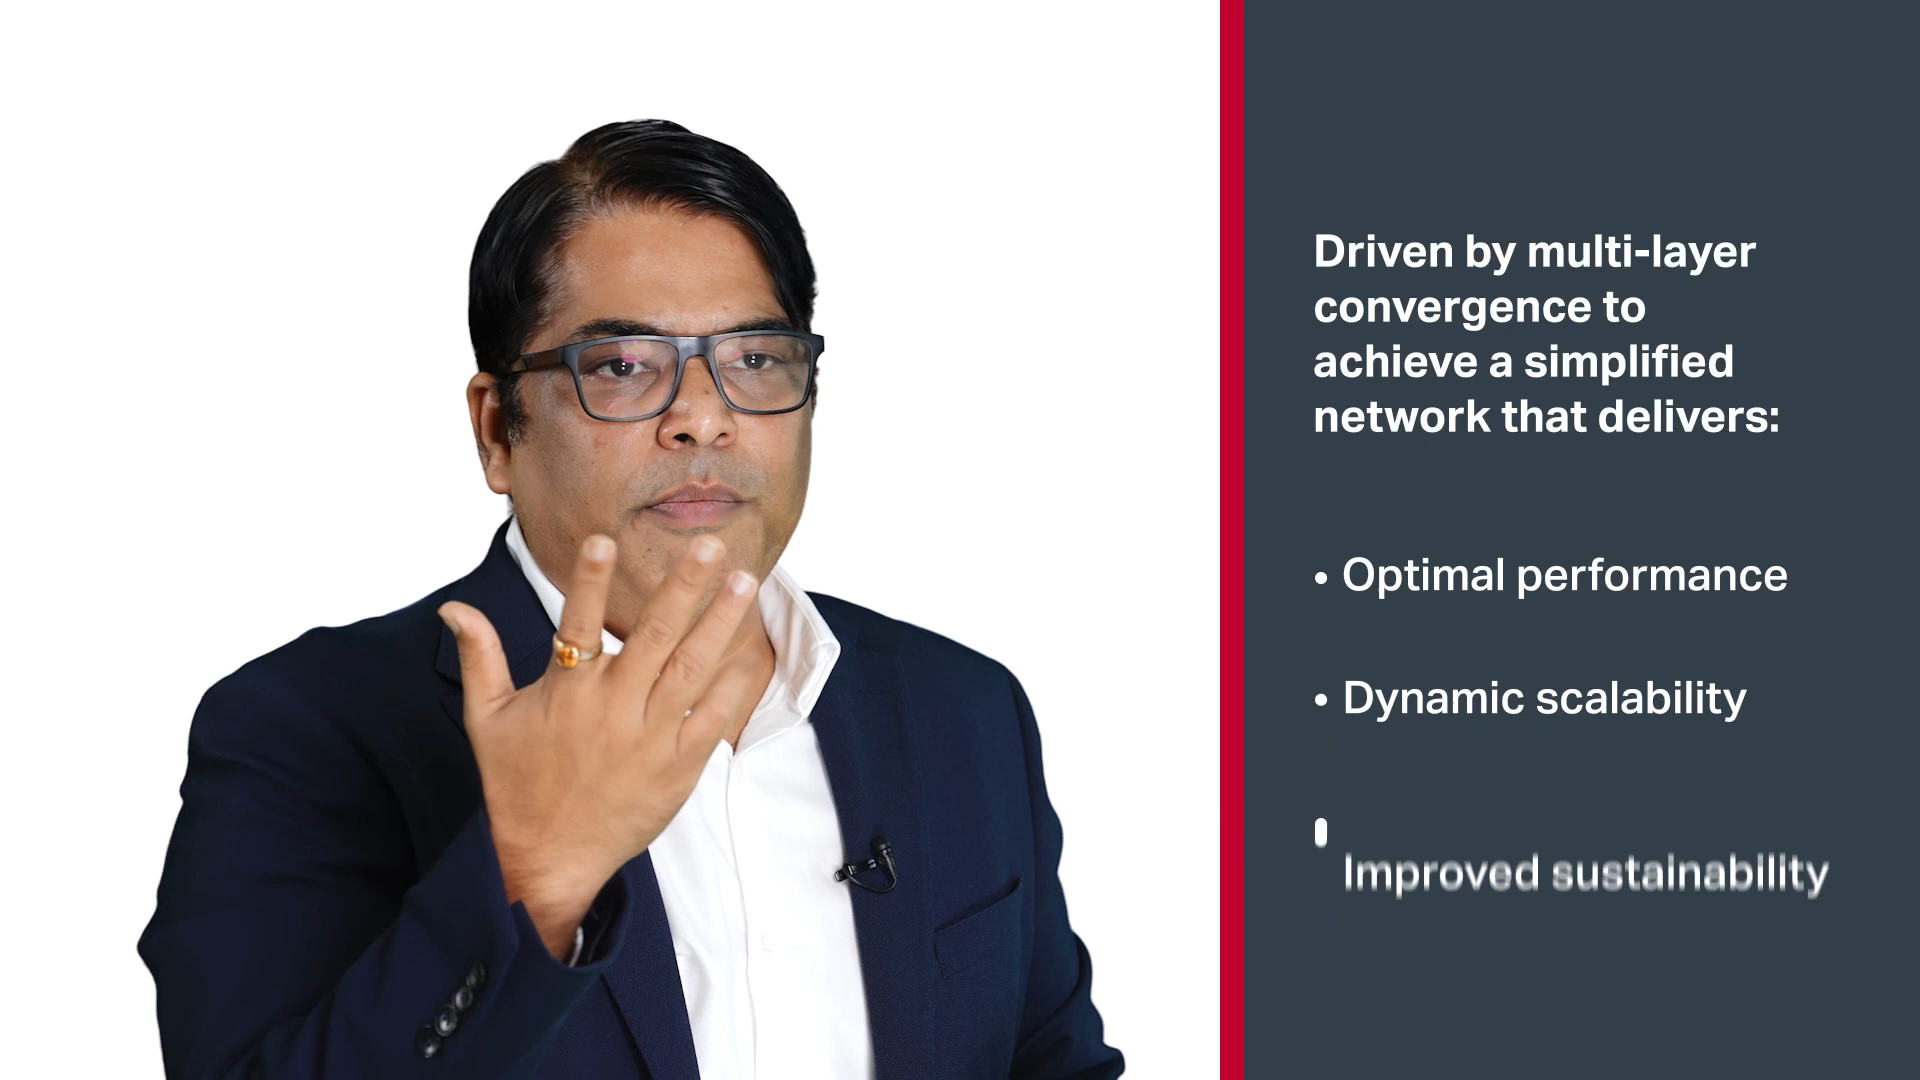 Driven by multi-layer
convergence to
achieve a simplified
network that delivers:
• Optimal performance
• Dynamic scalability
Improved sustainability